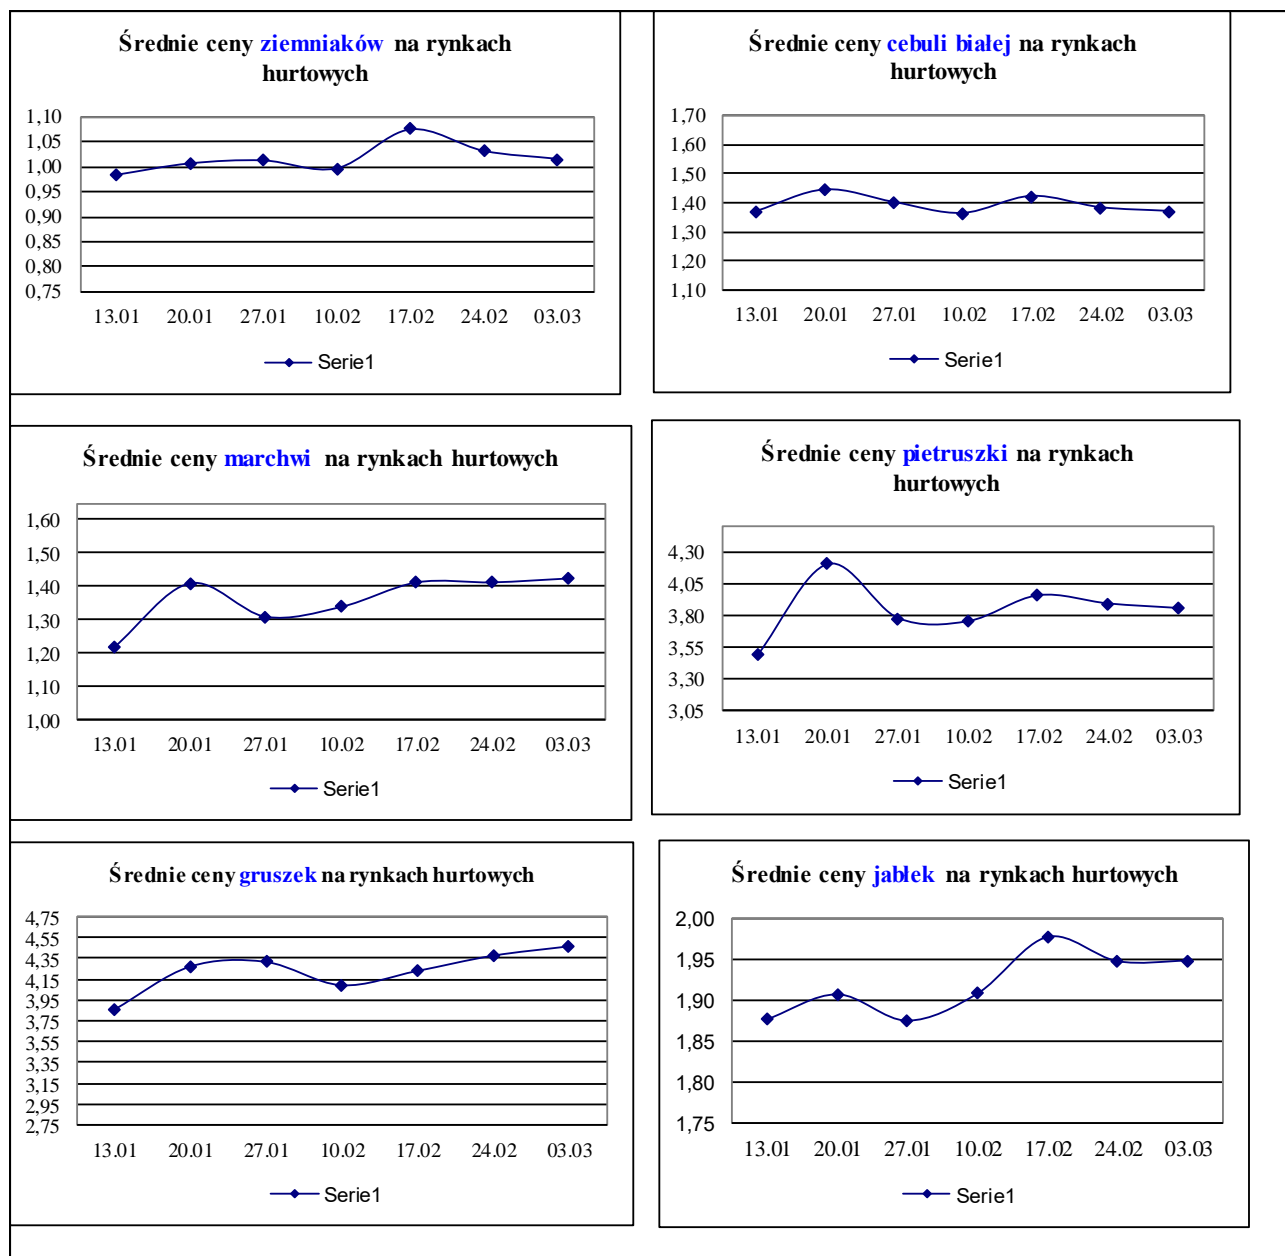 Średnie ceny ziemniaków na rynkach
hurtowych
1,10
1,05
1,00
0,95
0,90
0,85
0,80
0,75
13.01 20.01 27.01 10.02 17.02 24.02 03.03
Serie1
Średnie ceny cebuli białej na rynkach
hurtowych
1,70
1,60
1,50
1,40
1,30
1,20
1,10
13.01 20.01 27.01 10.02 17.02 24.02 03.03
Serie1
Średnie ceny marchwi na rynkach hurtowych
1,60
1,50
1,40
1,30
1,20
1,10
1,00
13.01 20.01 27.01 10.02 17.02 24.02 03.03
Serie1
Średnie ceny pietruszki na rynkach
hurtowych
4,30
4,05
3,80
3,55
3,30
3,05
13.01 20.01 27.01 10.02 17.02 24.02 03.03
Serie1
Średnie ceny gruszek na rynkach hurtowych
4,75
4,55
4,35
4,15
3,95
3,75
3,55
3,35
3,15
2,95
2,75
13.01 20.01 27.01 10.02 17.02 24.02 03.03
Serie1
Średnie ceny jabłek na rynkach hurtowych
2,00
1,95
1,90
1,85
1,80
1,75
13.01 20.01 27.01 10.02 17.02 24.02 03.03
Serie1